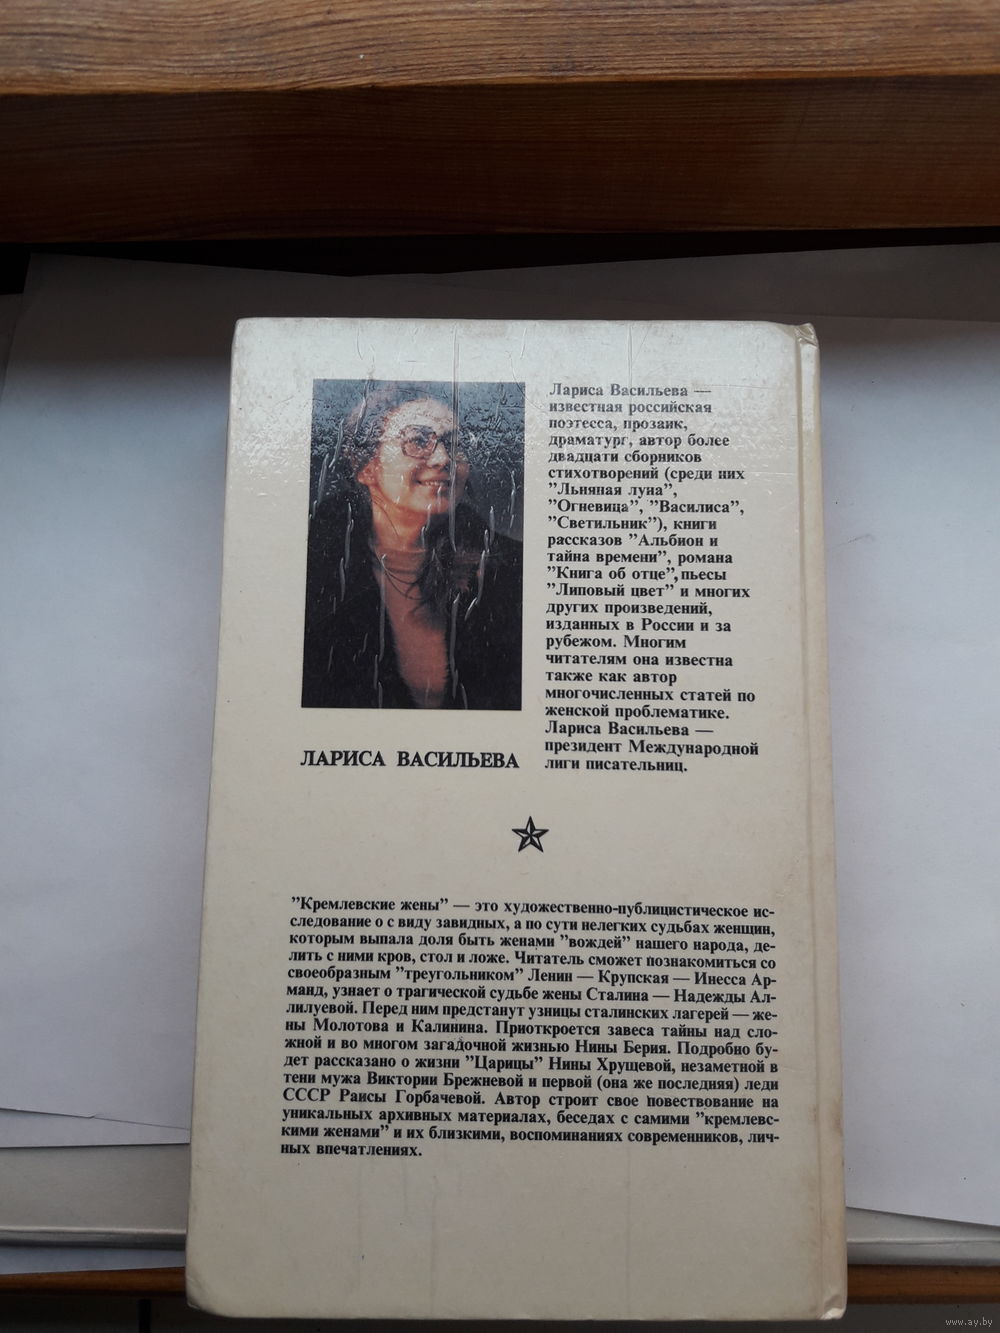 Лариса Васильева —
известная российская
поэтесса, прозаик,
драматург, автор более
двадцати сборников
стихотворений (среди них
"Льняная луна",
"Огневица", "Василиса",
"Светильник"), книги
рассказов "Альбион и
тайна времени", романа
"Книга об отце", пьесы
"Липовый цвет" и многих
других произведений,
изданных в России и за
рубежом. Многим
читателям она известна
также как автор
многочисленных статей по
женской проблематике.
Лариса Васильева —
президент Международной
лиги писательниц.
ЛАРИСА ВАСИЛЬЕВА
"Кремлевские жены" — это художественно-публицистическое ис-
следование о с виду завидных, а по сути нелегких судьбах женщин,
которым выпала доля быть женами "вождей" нашего народа, де-
лить с ними кров, стол и ложе. Читатель сможет познакомиться со
своеобразным "треугольником" Ленин — Крупская — Инесса Ар-
манд, узнает о трагической судьбе жены Сталина — Надежды Ал-
лилуевой. Перед ним предстанут узницы сталинских лагерей — же-
ны Молотова и Калинина. Приоткроется завеса тайны над сло-
жной и во многом загадочной жизнью Нины Берия. Подробно бу-
дет рассказано о жизни "Царицы" Нины Хрущевой, незаметной в
тени мужа Виктории Брежневой и первой (она же последняя) леди
СССР Раисы Горбачевой. Автор строит свое повествование на
уникальных архивных материалах, беседах с самими "кремлевс-
кими женами" и их близкими, воспоминаниях современников, лич-
ных впечатлениях.
www.ay.by